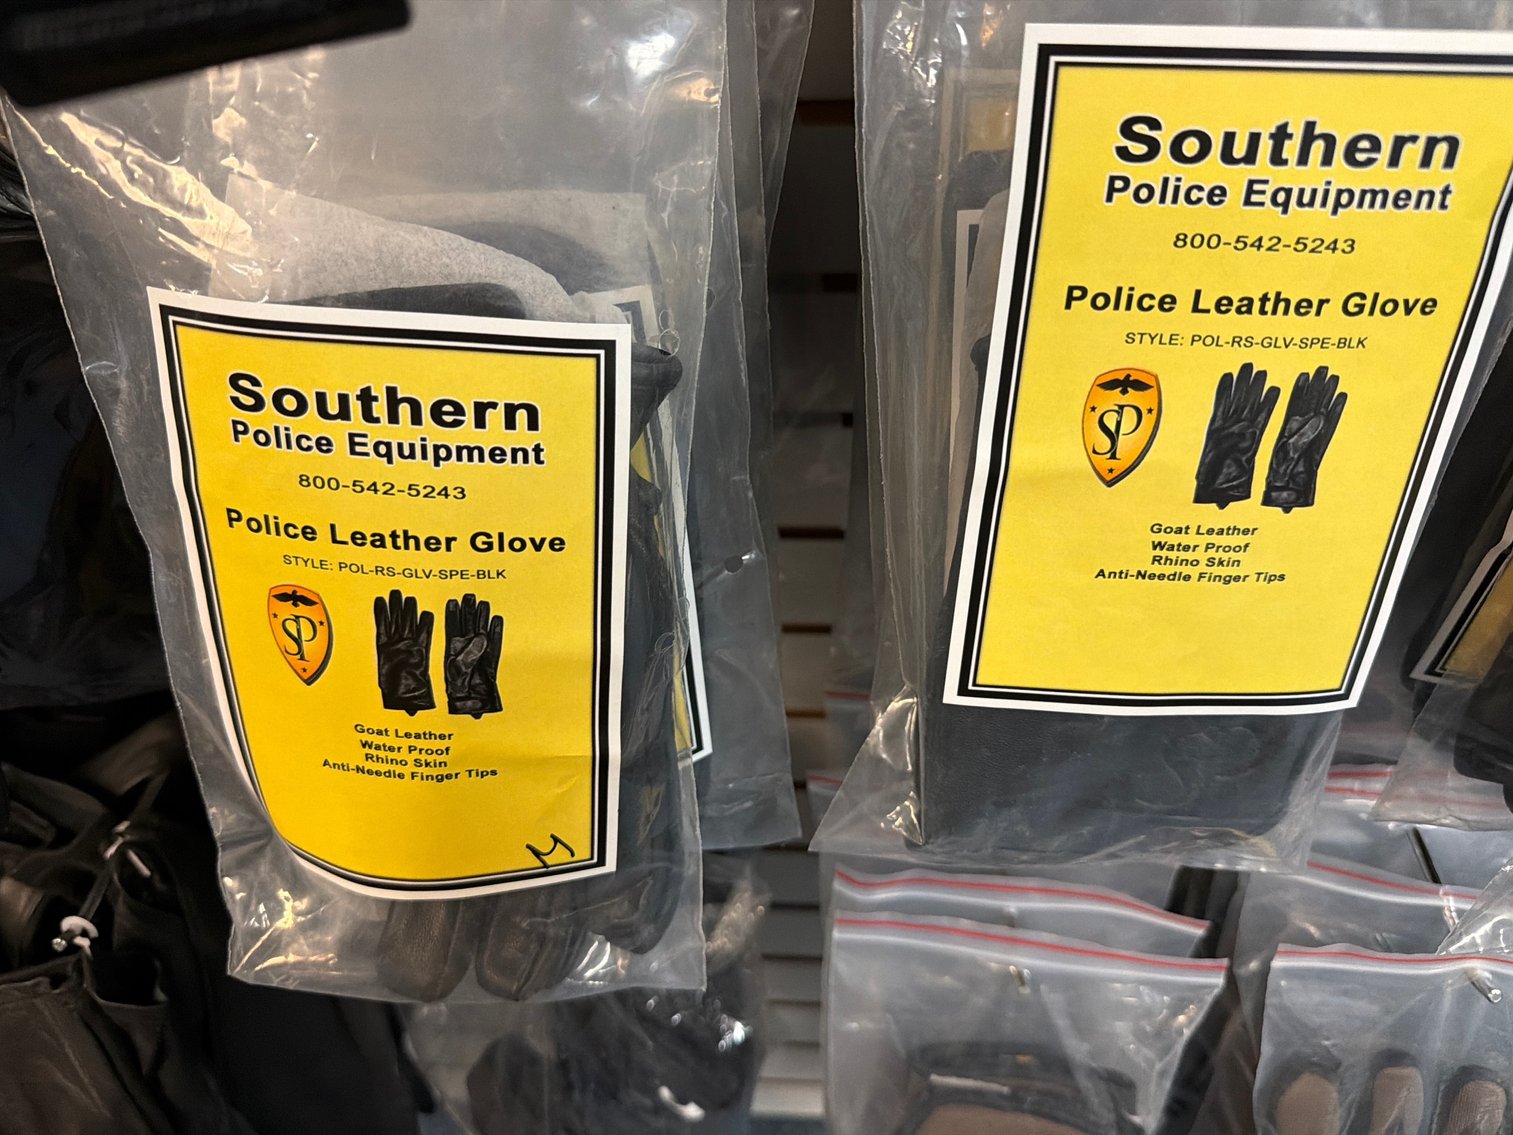 Southern
Police Equipment
800-542-5243
Police Leather Glove
STYLE: POL-RS-GLV-SPE-BLK
SP
Goat Leather
Water Proof
Rhino Skin
Anti-Needle Finger Tips
M
Southern
Police Equipment
800-542-5243
Police Leather Glove
STYLE: POL-RS-GLV-SPE-BLK
SP
Goat Leather
Water Proof
Rhino Skin
Anti-Needle Finger Tips